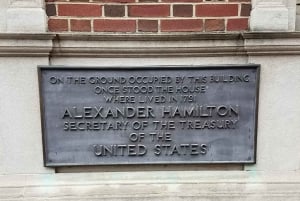 ON THE GROUND OCCUPIED BY THIS BUILDING
ONCE STOOD THE HOUSE
WHERE LIVED IN 1791
ALEXANDER HAMILTON
SECRETARY OF THE TREASURY
OF THE
UNITED STATES